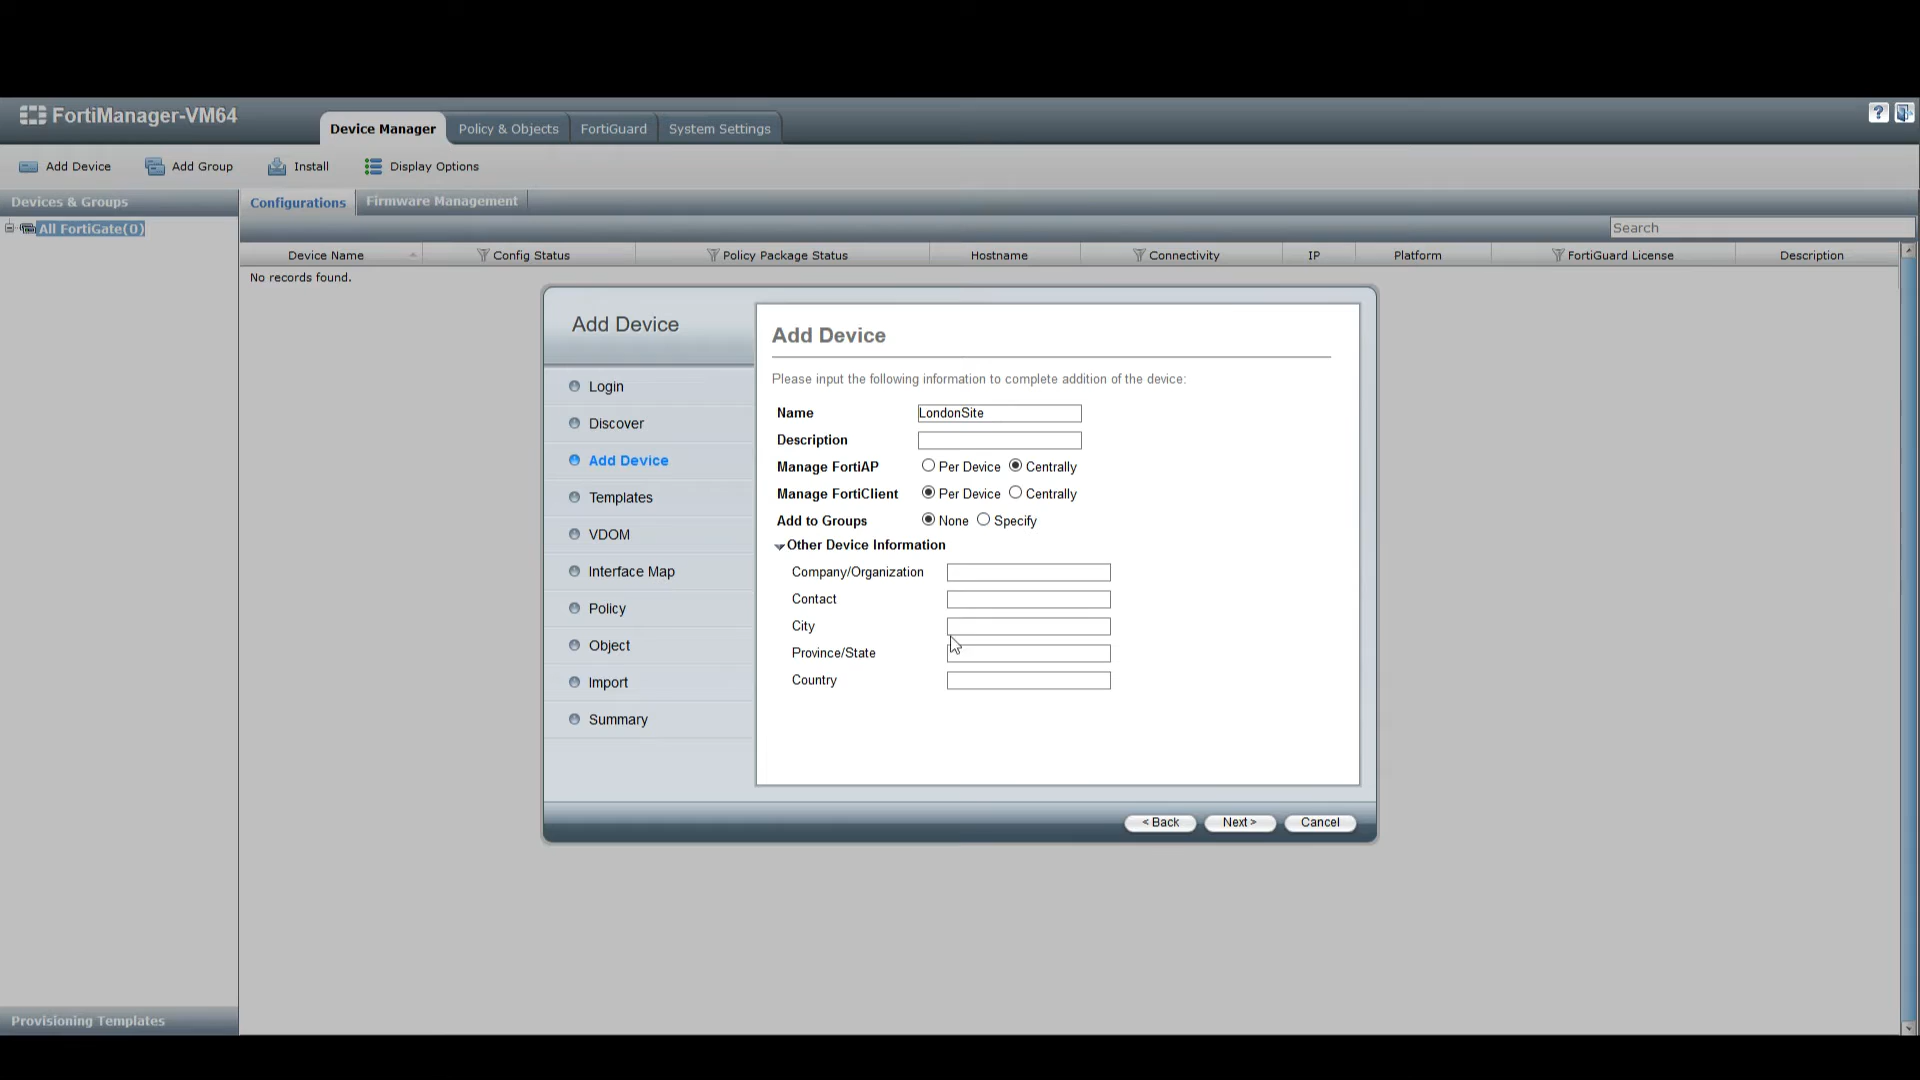 FortiManager-VM64
Device Manager
Policy & Objects
FortiGuard
System Settings
?
Add Device
Add Group
Install
Display Options
Devices & Groups
Configurations
Firmware Management
All FortiGate(0)
Search
Device Name
Config Status
Policy Package Status
Hostname
Connectivity
IP
Platform
FortiGuard License
Description
No records found.
Add Device
Login
Discover
Add Device
Templates
VDOM
Interface Map
Policy
Object
Import
Summary
Add Device
Please input the following information to complete addition of the device:
Name LondonSite
Description
Manage FortiAP Per Device Centrally
Manage FortiClient Per Device Centrally
Add to Groups None Specify
Other Device Information
Company/Organization
Contact
City
Province/State
Country
< Back
Next >
Cancel
Provisioning Templates